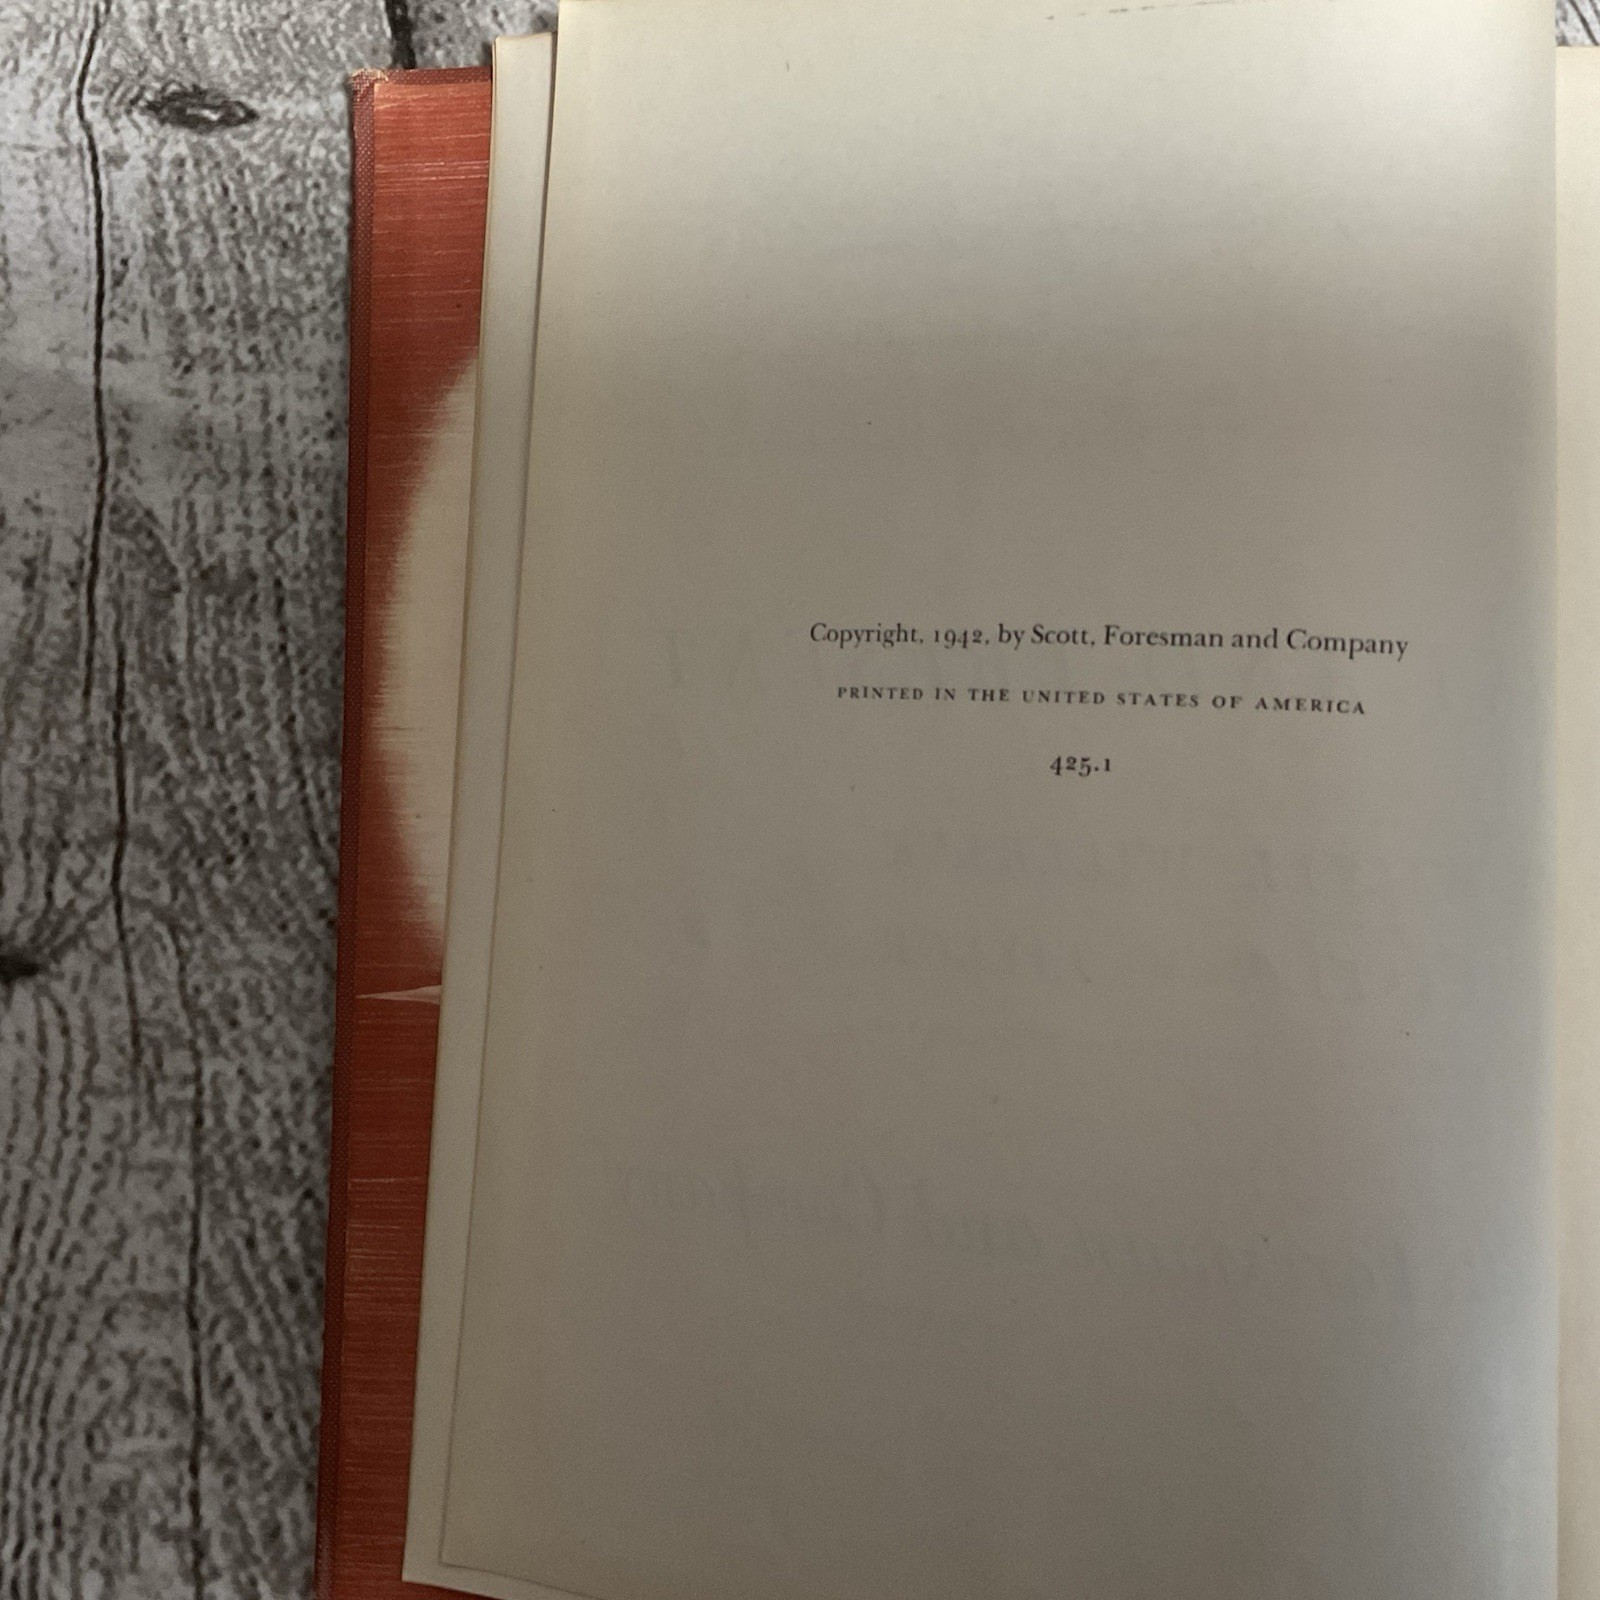 Copyright, 1942, by Scott, Foresman and Company
PRINTED IN THE UNITED STATES OF AMERICA
425.1